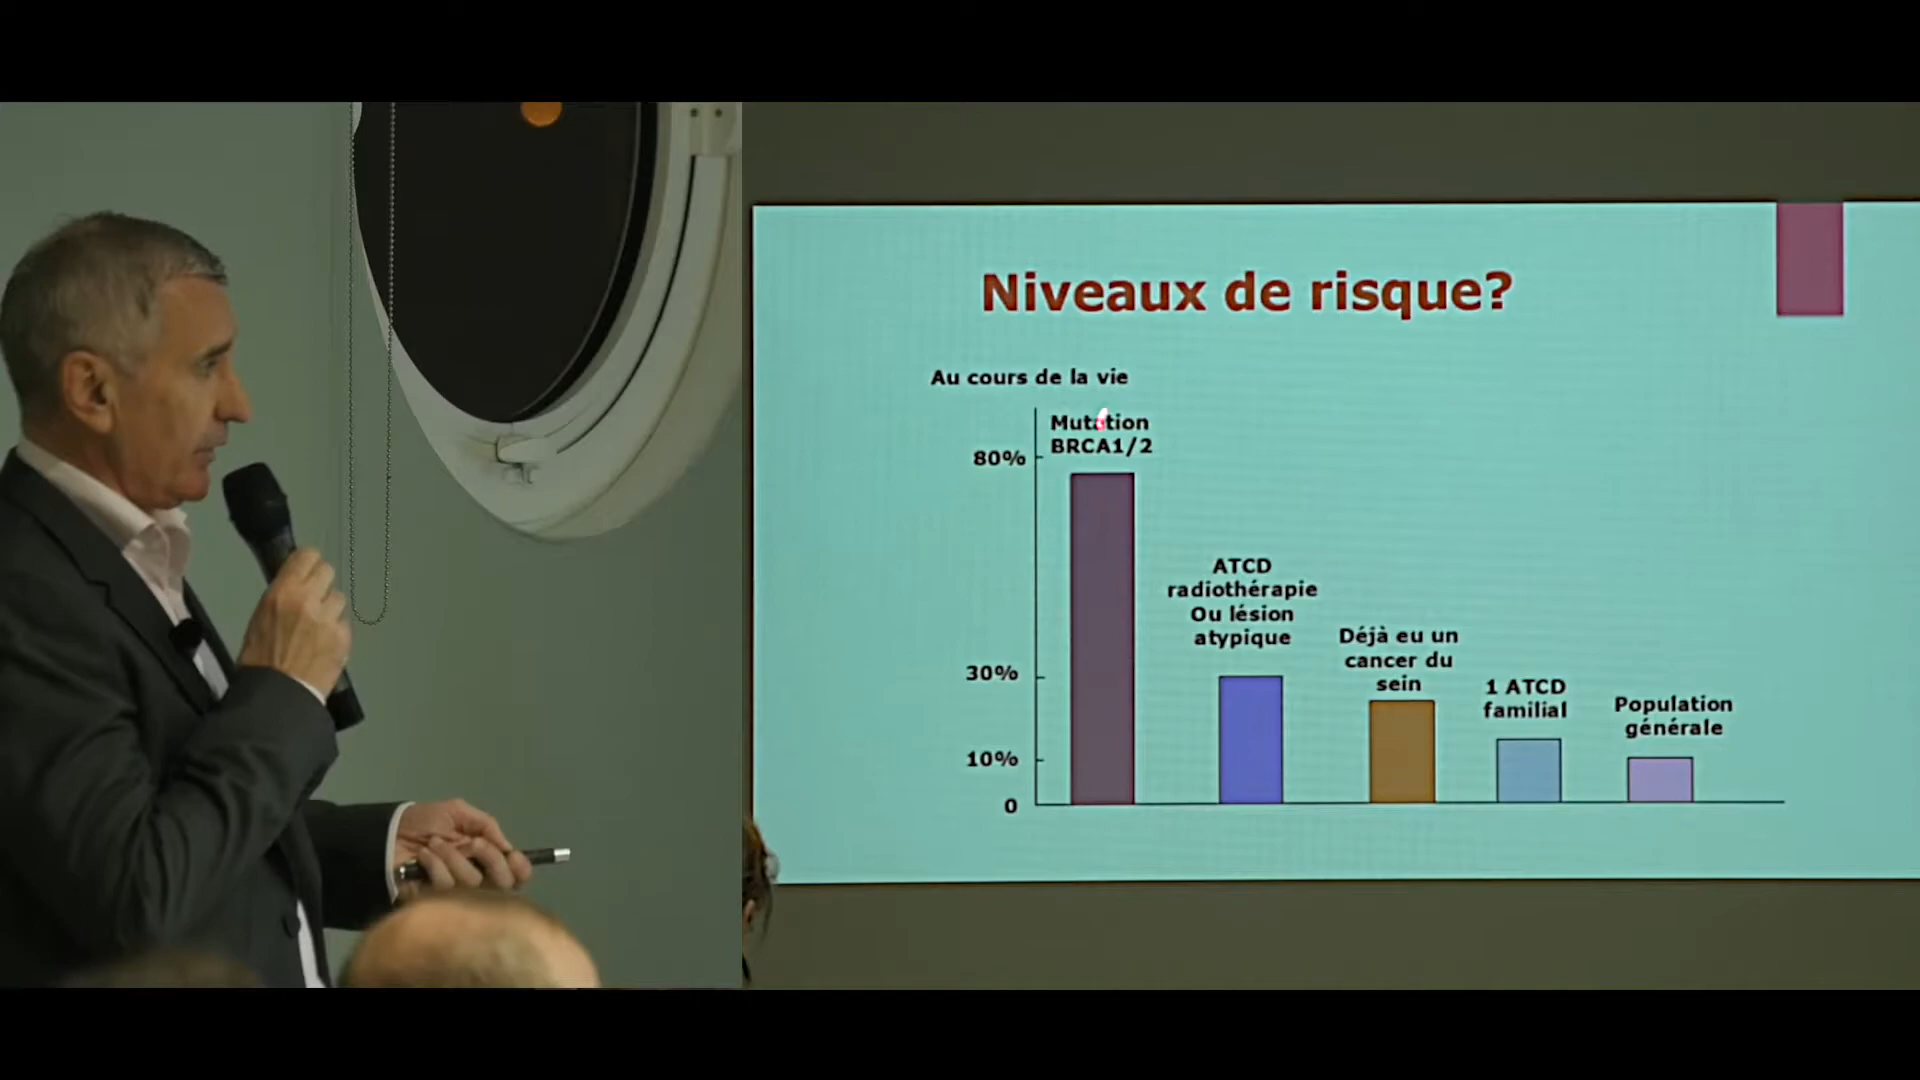 Niveaux de risque?
Au cours de la vie
Mutation
BRCA1/2
80%
ATCD
radiothérapie
Ou lésion
atypique
Déjà eu un
cancer du
sein
30%
1 ATCD
familial
Population
générale
10%
0